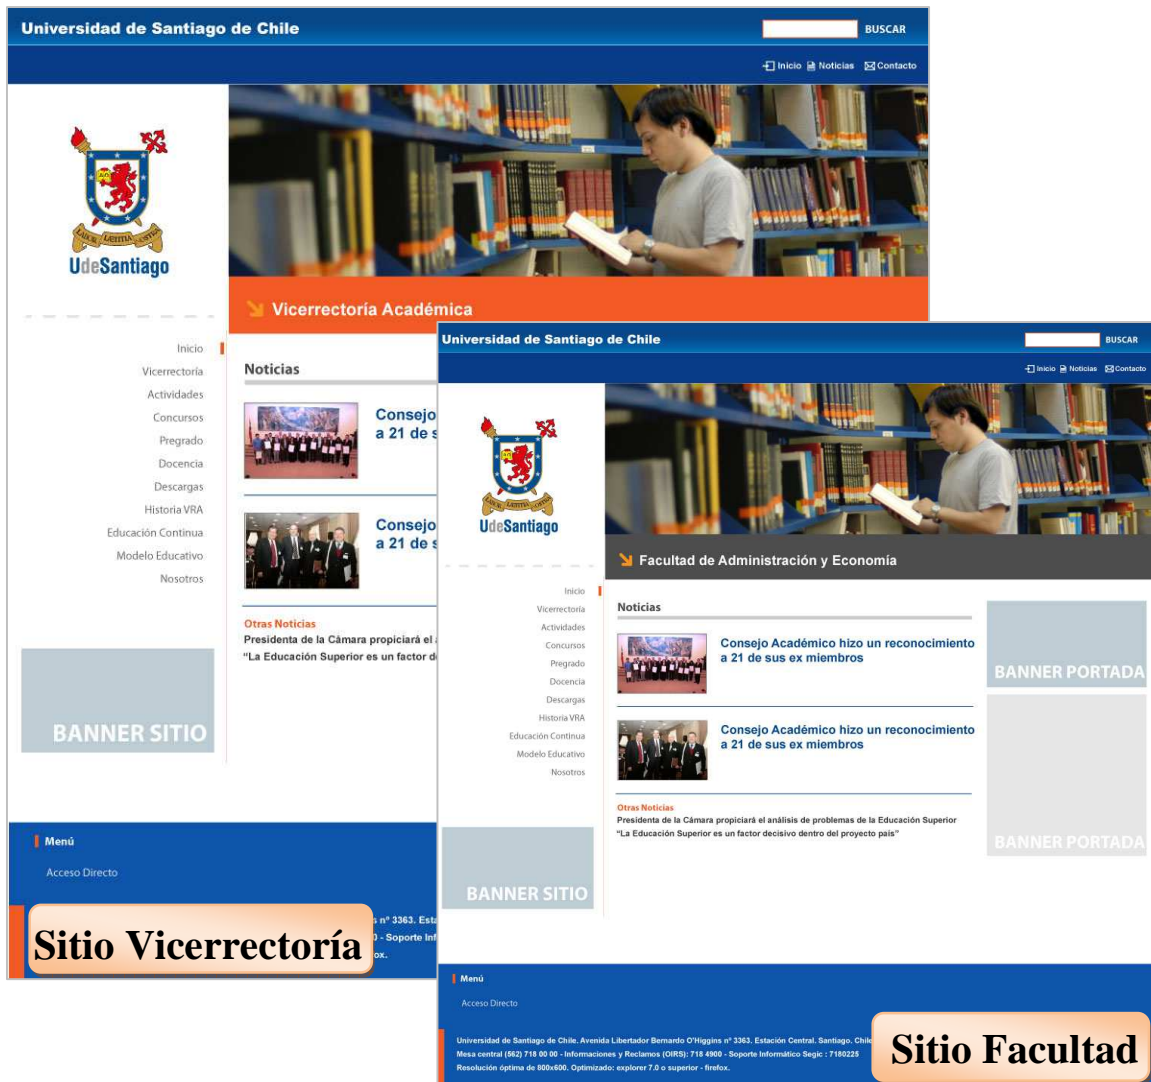 Universidad de Santiago de Chile
BUSCAR
Inicio Noticias Contacto
LABOR LÆTITIA
UdeSantiago
Vicerrectoría Académica
Inicio
Vicerrectoría
Actividades
Concursos
Pregrado
Docencia
Descargas
Historia VRA
Educación Continua
Modelo Educativo
Nosotros
BANNER SITIO
Noticias
Consejo
a 21 de s
Consejo
a 21 de s
Otras Noticias
Presidenta de la Cámara propiciará el
“La Educación Superior es un factor d
Menú
Acceso Directo
nº 3363. Esta
0 - Soporte Inf
ox.
Sitio Vicerrectoría
Universidad de Santiago de Chile
BUSCAR
Inicio Noticias Contacto
UdeSantiago
Facultad de Administración y Economía
Inicio
Vicerrectoría
Actividades
Concursos
Pregrado
Docencia
Descargas
Historia VRA
Educación Continua
Modelo Educativo
Nosotros
BANNER SITIO
Noticias
Consejo Académico hizo un reconocimiento
a 21 de sus ex miembros
Consejo Académico hizo un reconocimiento
a 21 de sus ex miembros
Otras Noticias
Presidenta de la Cámara propiciará el análisis de problemas de la Educación Superior
“La Educación Superior es un factor decisivo dentro del proyecto país”
BANNER PORTADA
BANNER PORTADA
Menú
Acceso Directo
Universidad de Santiago de Chile. Avenida Libertador Bernardo O'Higgins nº 3363. Estación Central. Santiago. Chile
Mesa central (562) 718 00 00 - Informaciones y Reclamos (OIRS): 718 4900 - Soporte Informático Segic : 7180225
Resolución óptima de 800x600. Optimizado: explorer 7.0 o superior - firefox.
Sitio Facultad